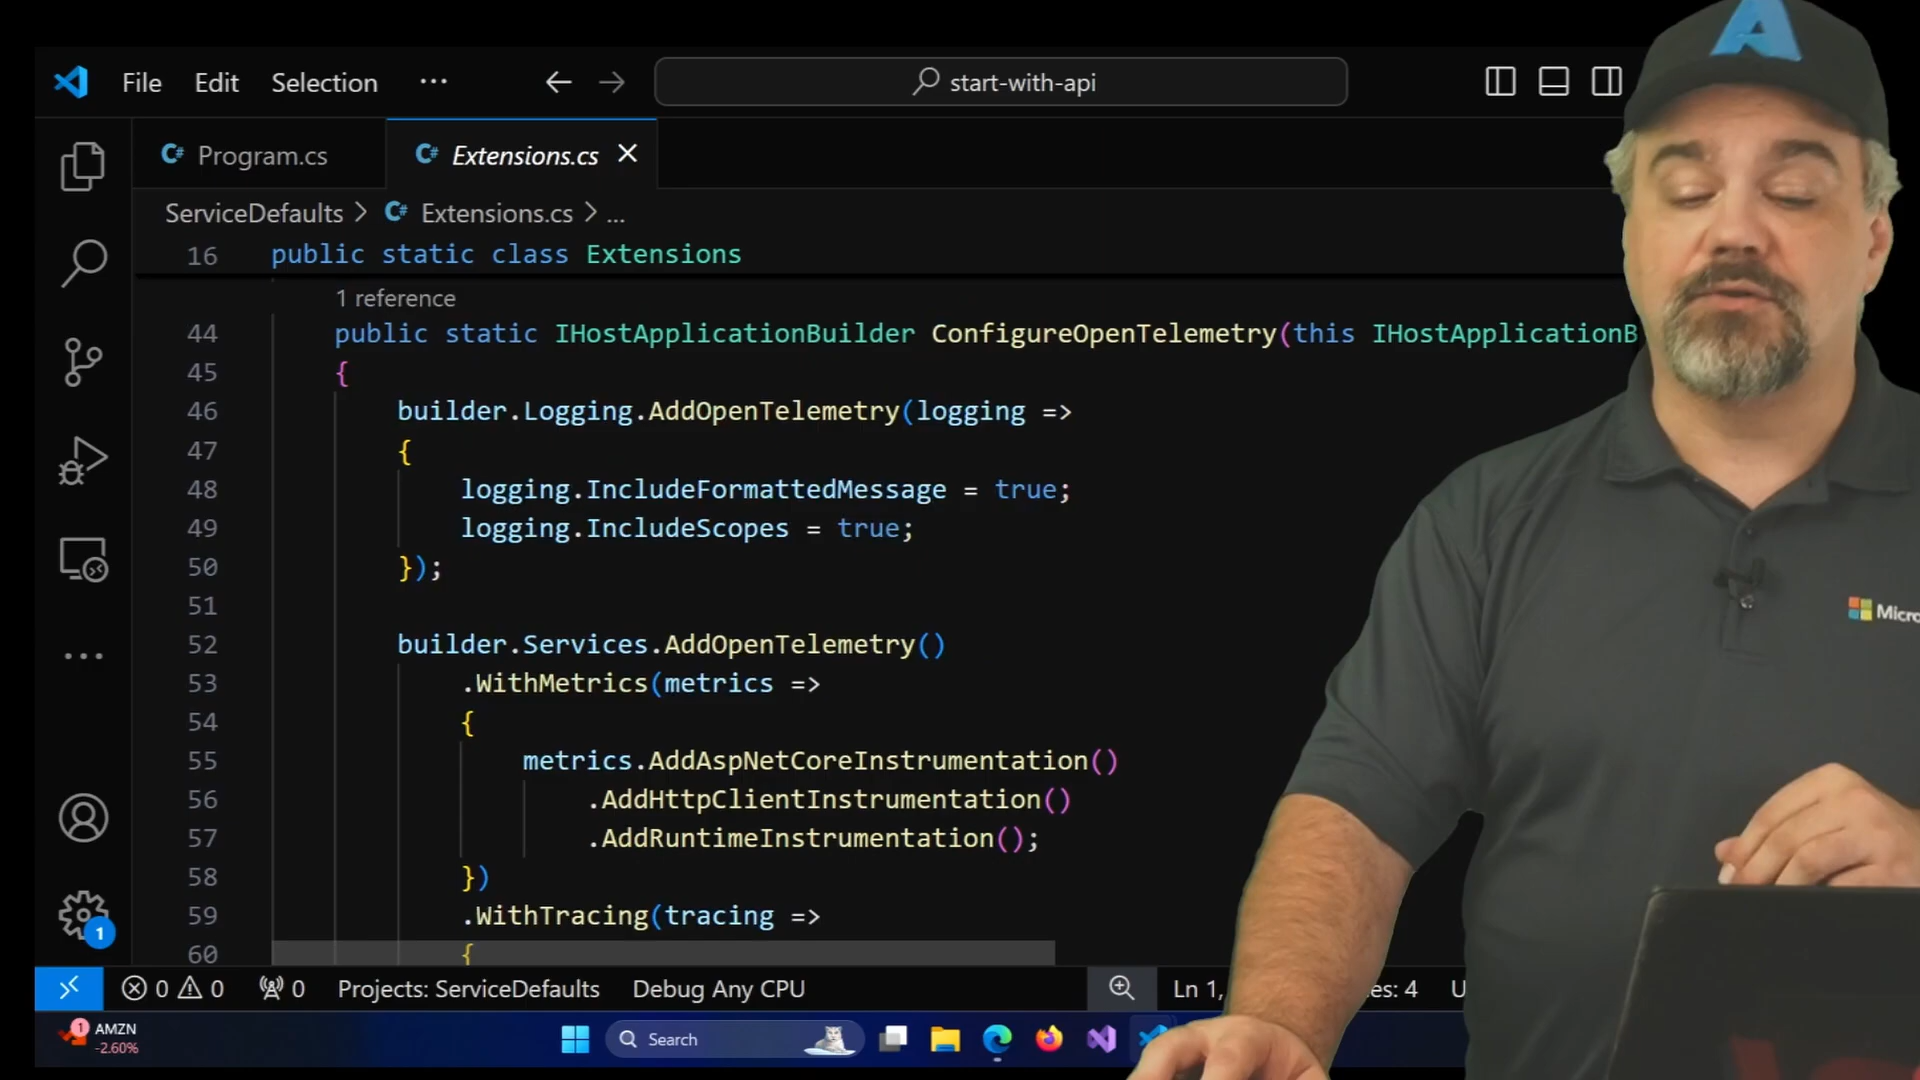 File Edit Selection ... start-with-api
Program.cs Extensions.cs
ServiceDefaults > Extensions.cs > ...
16 public static class Extensions
1 reference
44 public static IHostApplicationBuilder ConfigureOpenTelemetry(this IHostApplicationB
45 {
46 builder.Logging.AddOpenTelemetry(logging =>
47 {
48 logging.IncludeFormattedMessage = true;
49 logging.IncludeScopes = true;
50 });
51
52 builder.Services.AddOpenTelemetry()
53 .WithMetrics(metrics =>
54 {
55 metrics.AddAspNetCoreInstrumentation()
56 .AddHttpClientInstrumentation()
57 .AddRuntimeInstrumentation();
58 })
59 .WithTracing(tracing =>
60 {
1
0 0 0 Projects: ServiceDefaults Debug Any CPU Ln 1, es: 4 U
1 AMZN
-2.60%
Search
A
Micro